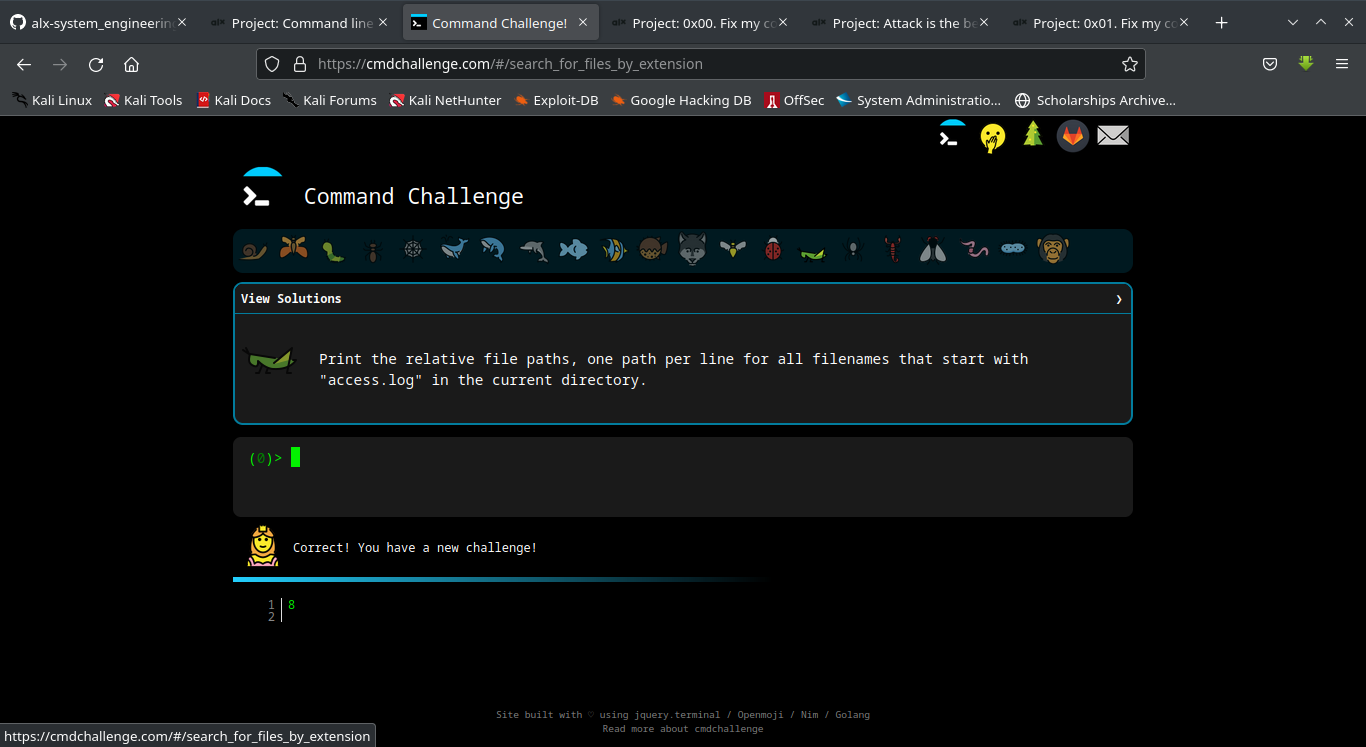 alx-system_engineerin
Project: Command line
Command Challenge!
Project: 0x00. Fix my co
Project: Attack is the be
Project: 0x01. Fix my co
https://cmdchallenge.com/#/search_for_files_by_extension
Kali Linux
Kali Tools
Kali Docs
Kali Forums
Kali NetHunter
Exploit-DB
Google Hacking DB
OffSec
System Administratio...
Scholarships Archive...
Command Challenge
View Solutions
Print the relative file paths, one path per line for all filenames that start with
"access.log" in the current directory.
(0)>
Correct! You have a new challenge!
1 8
2
Site built with ♡ using jquery.terminal / Openmoji / Nim / Golang
Read more about cmdchallenge
https://cmdchallenge.com/#/search_for_files_by_extension